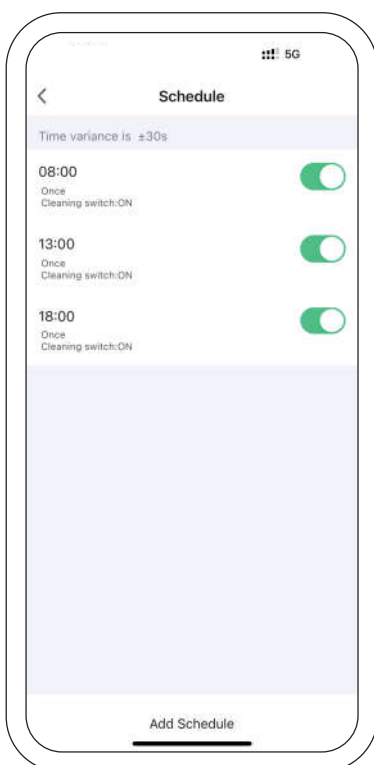 5G
Schedule
Time variance is ±30s
08:00
Once
Cleaning switch:ON
13:00
Once
Cleaning switch:ON
18:00
Once
Cleaning switch:ON
Add Schedule